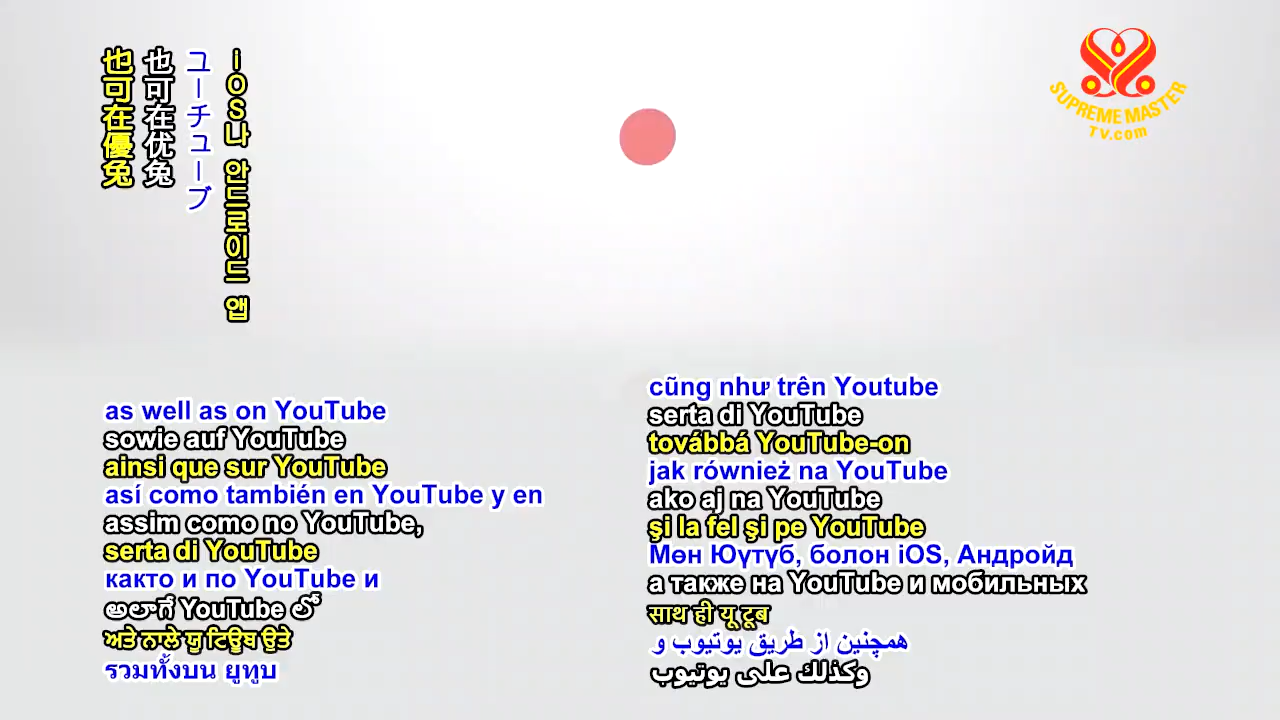 也可在優兔
也可在优兔
ユーチューブ
iOS나 안드로이드 앱
SUPREME MASTER
TV.com
as well as on YouTube
sowie auf YouTube
ainsi que sur YouTube
así como también en YouTube y en
assim como no YouTube,
serta di YouTube
както и по YouTube и
అలాగే YouTube లో
ਅਤੇ ਨਾਲੇ ਯੂ ਟਿਊਬ ਉਤੇ
รวมทั้งบน ยูทูบ
cũng như trên Youtube
serta di YouTube
továbbá YouTube-on
jak również na YouTube
ako aj na YouTube
şi la fel şi pe YouTube
Мөн Юүтүб, болон iOS, Андройд
а также на YouTube и мобильных
साथ ही यू टूब
همچنین از طریق یوتیوب و
وكذلك على يوتيوب